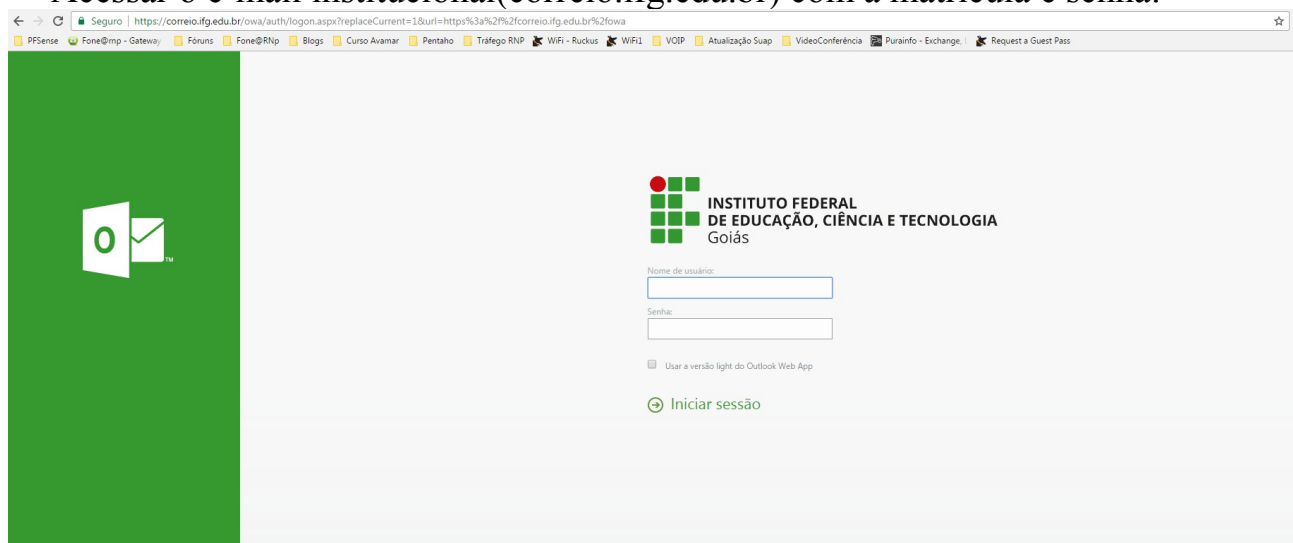 Acessar o e-mail institucional(correio.ifg.edu.br) com a matrícula e senha.
Seguro | https://correio.ifg.edu.br/owa/auth/logon.aspx?replaceCurrent=1&url=https%3a%2f%2fcorreio.ifg.edu.br%2fowa
PFSense Fone@rnp - Gateway Fóruns Fone@RNp Blogs Curso Avamar Pentaho Tráfego RNP WiFi - Ruckus WiFi1 VOIP Atualização Suap VideoConferência Purainfo - Exchange, Request a Guest Pass
INSTITUTO FEDERAL
DE EDUCAÇÃO, CIÊNCIA E TECNOLOGIA
Goiás
O
TM
Nome de usuário:
Senha:
Usar a versão light do Outlook Web App
Iniciar sessão